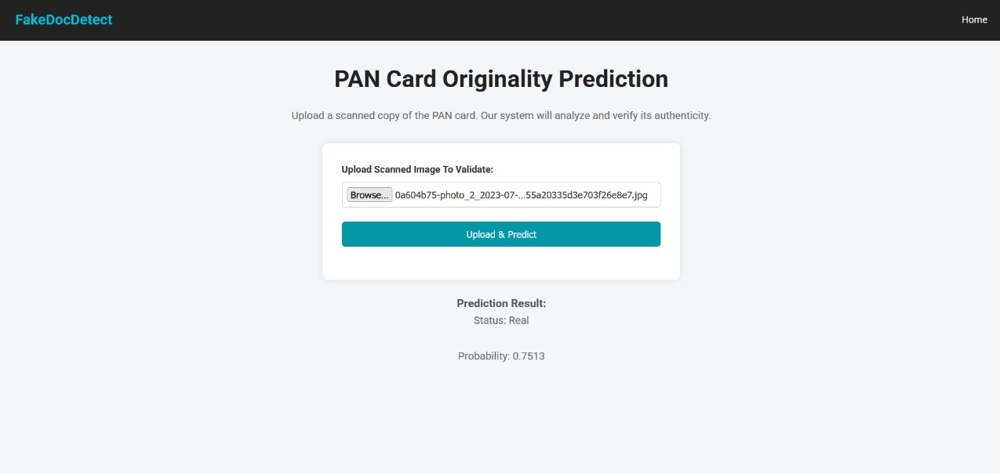 FakeDocDetect
Home
PAN Card Originality Prediction
Upload a scanned copy of the PAN card. Our system will analyze and verify its authenticity.
Upload Scanned Image To Validate:
Browse... 0a604b75-photo_2_2023-07-...55a20335d3e703f26e8e7.jpg
Upload & Predict
Prediction Result:
Status: Real
Probability: 0.7513